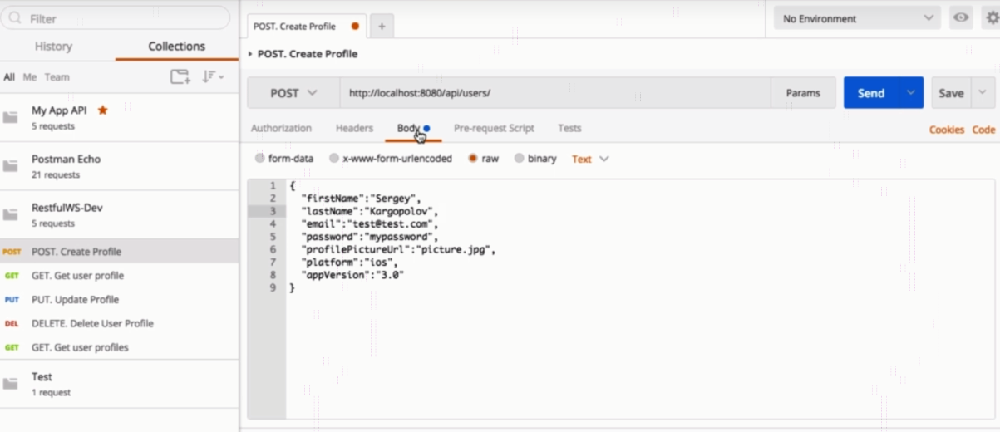 Filter
History Collections
All Me Team
My App API
5 requests
Postman Echo
21 requests
RestfulWS-Dev
5 requests
POST POST. Create Profile
GET GET. Get user profile
PUT PUT. Update Profile
DEL DELETE. Delete User Profile
GET GET. Get user profiles
Test
1 request
POST. Create Profile +
No Environment
POST. Create Profile
POST http://localhost:8080/api/users/ Params Send Save
Authorization Headers Body Pre-request Script Tests Cookies Code
form-data x-www-form-urlencoded raw binary Text
1 {
2 "firstName":"Sergey",
3 "lastName":"Kargopolov",
4 "email":"test@test.com",
5 "password":"mypassword",
6 "profilePictureUrl":"picture.jpg",
7 "platform":"ios",
8 "appVersion":"3.0"
9 }